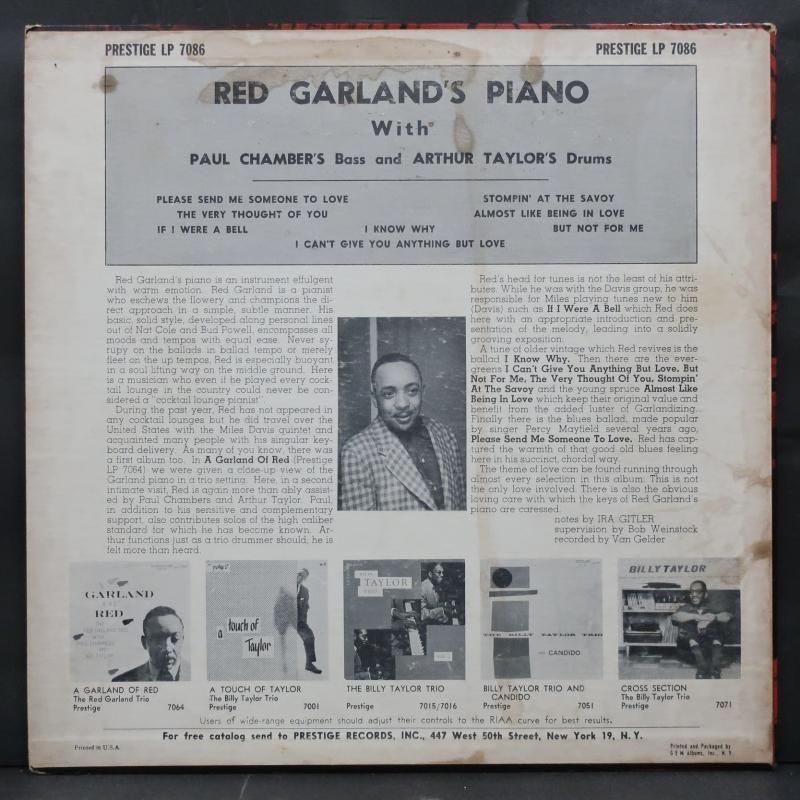 PRESTIGE LP 7086
PRESTIGE LP 7086
RED GARLAND'S PIANO
With
PAUL CHAMBER'S Bass and ARTHUR TAYLOR'S Drums
PLEASE SEND ME SOMEONE TO LOVE
STOMPIN' AT THE SAVOY
THE VERY THOUGHT OF YOU
ALMOST LIKE BEING IN LOVE
IF I WERE A BELL
I KNOW WHY
BUT NOT FOR ME
I CAN'T GIVE YOU ANYTHING BUT LOVE
Red Garland's piano is an instrument effulgent
with warm emotion. Red Garland is a pianist
who eschews the flowery and champions the di-
rect approach in a simple, subtle manner. His
basic, solid style, developed along personal lines
out of Nat Cole and Bud Powell, encompasses all
moods and tempos with equal ease. Never sy-
rupy on the ballads in ballad tempo or merely
fleet on the up tempos, Red is especially buoyant
in a soul lifting way on the middle ground. Here
is a musician who even if he played every cock-
tail lounge in the country could never be con-
sidered a "cocktail lounge pianist".
During the past year, Red has not appeared in
any cocktail lounges but he did travel over the
United States with the Miles Davis quintet and
acquainted many people with his singular key-
board delivery. As many of you know, there was
a first album too. In A Garland Of Red (Prestige
LP 7064) we were given a close-up view of the
Garland piano in a trio setting. Here, in a second
intimate visit, Red is again more than ably assist-
ed by Paul Chambers and Arthur Taylor. Paul,
in addition to his sensitive and complementary
support, also contributes solos of the high caliber
standard for which he has become known. Ar-
thur functions just as a trio drummer should; he is
felt more than heard.
Red's head for tunes is not the least of his attri-
butes. While he was with the Davis group, he was
responsible for Miles playing tunes new to him
(Davis) such as If I Were A Bell which Red does
here with an appropriate introduction and pre-
sentation of the melody, leading into a solidly
grooving exposition.
A tune of older vintage which Red revives is the
ballad I Know Why. Then there are the ever-
greens I Can't Give You Anything But Love, But
Not For Me, The Very Thought Of You, Stompin'
At The Savoy and the young spruce Almost Like
Being In Love which keep their original value and
benefit from the added luster of Garlandizing.
Finally there is the blues ballad, made popular
by singer Percy Mayfield several years ago,
Please Send Me Someone To Love. Red has cap-
tured the warmth of that good old blues feeling
here in his succinct, chordal way.
The theme of love can be found running through
almost every selection in this album. This is not
the only love involved. There is also the obvious
loving care with which the keys of Red Garland's
piano are caressed.
notes by IRA GITLER
supervision by Bob Weinstock
recorded by Van Gelder
GARLAND
RED
a touch of
Taylor
BILLY
TAYLOR
TRIO
THE BILLY TAYLOR TRIO
CANDIDO
BILLY TAYLOR
A GARLAND OF RED
The Red Garland Trio
Prestige 7064
A TOUCH OF TAYLOR
The Billy Taylor Trio
Prestige 7001
THE BILLY TAYLOR TRIO
Prestige 7015/7016
BILLY TAYLOR TRIO AND
CANDIDO
Prestige 7051
CROSS SECTION
The Billy Taylor Trio
Prestige 7071
Users of wide-range equipment should adjust their controls to the RIAA curve for best results.
For free catalog send to PRESTIGE RECORDS, INC., 447 West 50th Street, New York 19, N. Y.
Printed in U.S.A.
Printed and Packaged by
G E M Albums, Inc., N. Y.